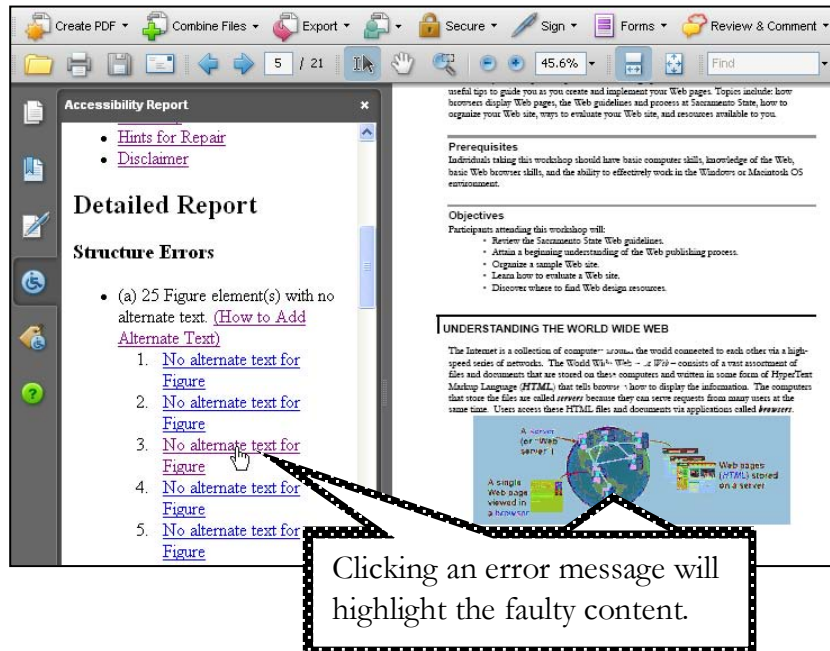 Create PDF Combine Files Export Secure Sign Forms Review & Comment
5 / 21 45.6% Find
Accessibility Report ×
• Hints for Repair
• Disclaimer
Detailed Report
Structure Errors
• (a) 25 Figure element(s) with no
alternate text. (How to Add
Alternate Text)
1. No alternate text for
Figure
2. No alternate text for
Figure
3. No alternate text for
Figure
4. No alternate text for
Figure
5. No alternate text for
Figure
useful tips to guide you as you create and implement your Web pages. Topics include: how
browsers display Web pages, the Web guidelines and process at Sacramento State, how to
organize your Web site, ways to evaluate your Web site, and resources available to you.
Prerequisites
Individuals taking this workshop should have basic computer skills, knowledge of the Web,
basic Web browser skills, and the ability to effectively work in the Windows or Macintosh OS
environment.
Objectives
Participants attending this workshop will:
• Review the Sacramento State Web guidelines.
• Attain a beginning understanding of the Web publishing process.
• Organize a sample Web site.
• Learn how to evaluate a Web site.
• Discover where to find Web design resources.
UNDERSTANDING THE WORLD WIDE WEB
The Internet is a collection of computers around the world connected to each other via a high-
speed series of networks. The World Wide Web – or Web – consists of a vast assortment of
files and documents that are stored on these computers and written in some form of HyperText
Markup Language (HTML) that tells browsers how to display the information. The computers
that store the files are called servers because they can serve requests from many users at the
same time. Users access these HTML files and documents via applications called browsers.
A server
(or "Web
server")
A single
Web page
viewed in
a browser
Web pages
(HTML) stored
on a server
Clicking an error message will
highlight the faulty content.